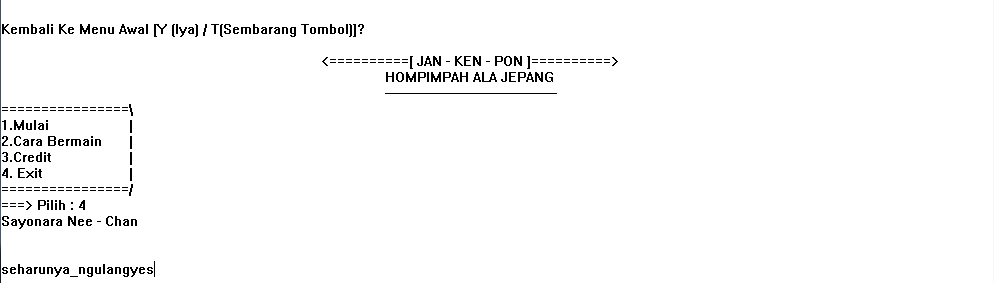 Kembali Ke Menu Awal [Y (Iya) / T(Sembarang Tombol)]?
<==========[ JAN - KEN - PON ]==========>
HOMPIMPAH ALA JEPANG
________________________
================\
1.Mulai |
2.Cara Bermain |
3.Credit |
4. Exit |
================/
===> Pilih : 4
Sayonara Nee - Chan
seharunya_ngulangyes